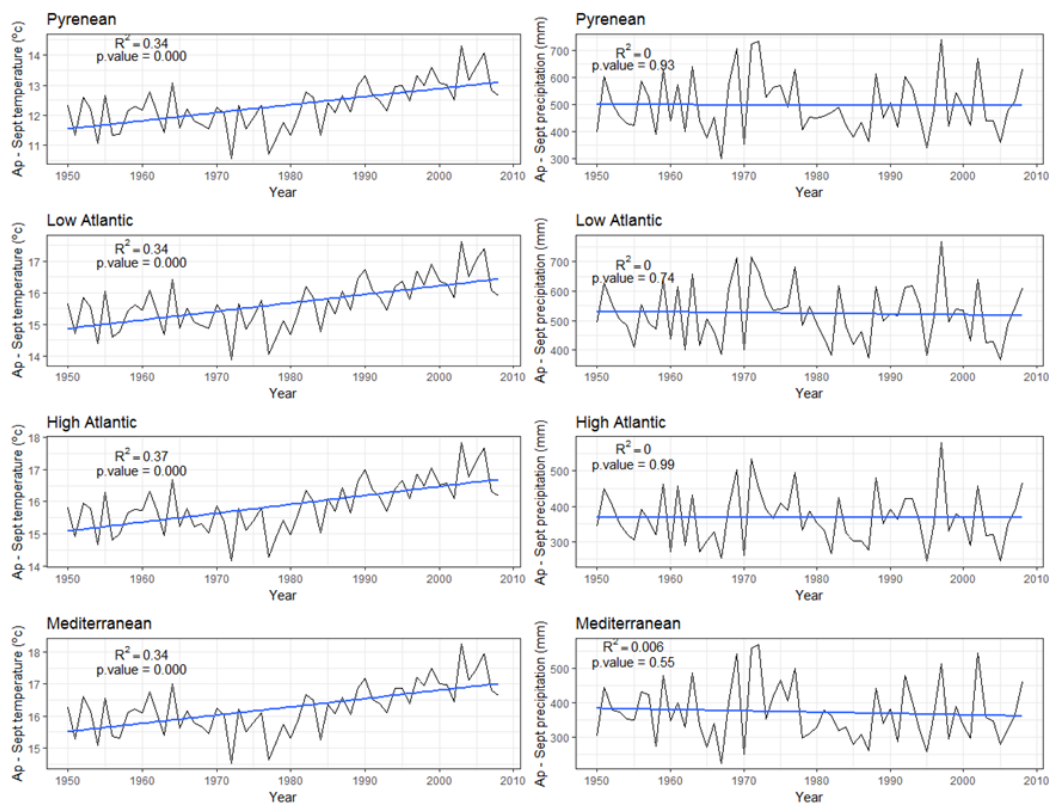 Pyrenean
R² = 0.34
p.value = 0.000
Ap - Sept temperature (ºc)
14
13
12
11
1950 1960 1970 1980 1990 2000 2010
Year
Pyrenean
R² = 0
p.value = 0.93
Ap - Sept precipitation (mm)
700
600
500
400
300
1950 1960 1970 1980 1990 2000 2010
Year
Low Atlantic
R² = 0.34
p.value = 0.000
Ap - Sept temperature (ºc)
17
16
15
14
1950 1960 1970 1980 1990 2000 2010
Year
Low Atlantic
R² = 0
p.value = 0.74
Ap - Sept precipitation (mm)
700
600
500
400
1950 1960 1970 1980 1990 2000 2010
Year
High Atlantic
R² = 0.37
p.value = 0.000
Ap - Sept temperature (ºc)
18
17
16
15
14
1950 1960 1970 1980 1990 2000 2010
Year
High Atlantic
R² = 0
p.value = 0.99
Ap - Sept precipitation (mm)
500
400
300
1950 1960 1970 1980 1990 2000 2010
Year
Mediterranean
R² = 0.34
p.value = 0.000
Ap - Sept temperature (ºc)
18
17
16
15
1950 1960 1970 1980 1990 2000 2010
Year
Mediterranean
R² = 0.006
p.value = 0.55
Ap - Sept precipitation (mm)
500
400
300
1950 1960 1970 1980 1990 2000 2010
Year